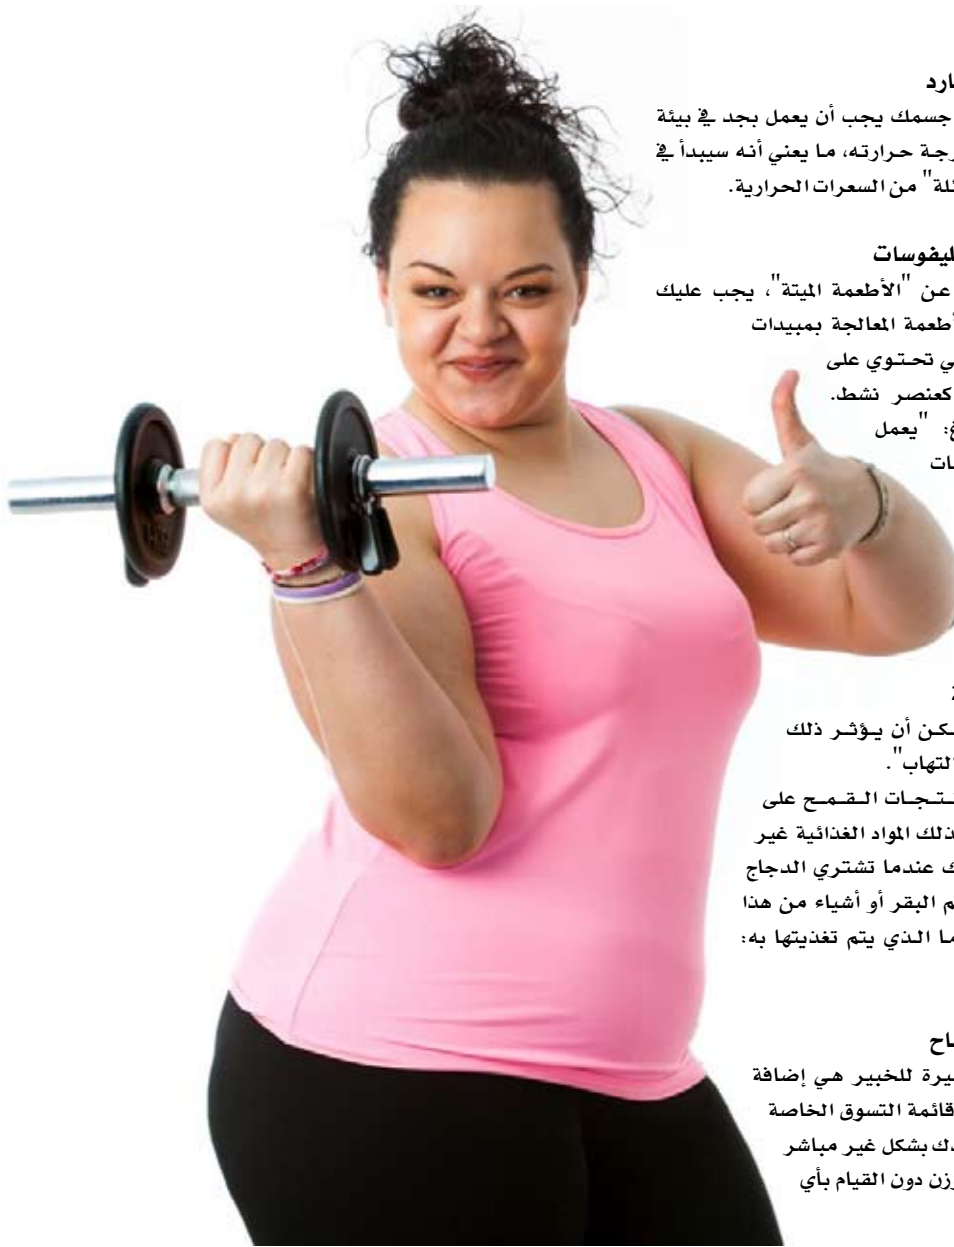 ارد
جسمك يجب أن يعمل بجد في بيئة
رجة حرارته، ما يعني أنه سيبدأ في
ئلة" من السعرات الحرارية.
ليفوسات
عن "الأطعمة الميتة"، يجب عليك
أطعمة المعالجة بمبيدات
ي تحتوي على
كعنصر نشط.
غ: "يعمل
ات
كن أن يؤثر ذلك
التهاب".
نتجات القمح على
ذلك المواد الغذائية غير
ك عندما تشتري الدجاج
م البقر أو أشياء من هذا
ما الذي يتم تغذيتها به:
اح
يرة للخبير هي إضافة
قائمة التسوق الخاصة
دك بشكل غير مباشر
زن دون القيام بأي